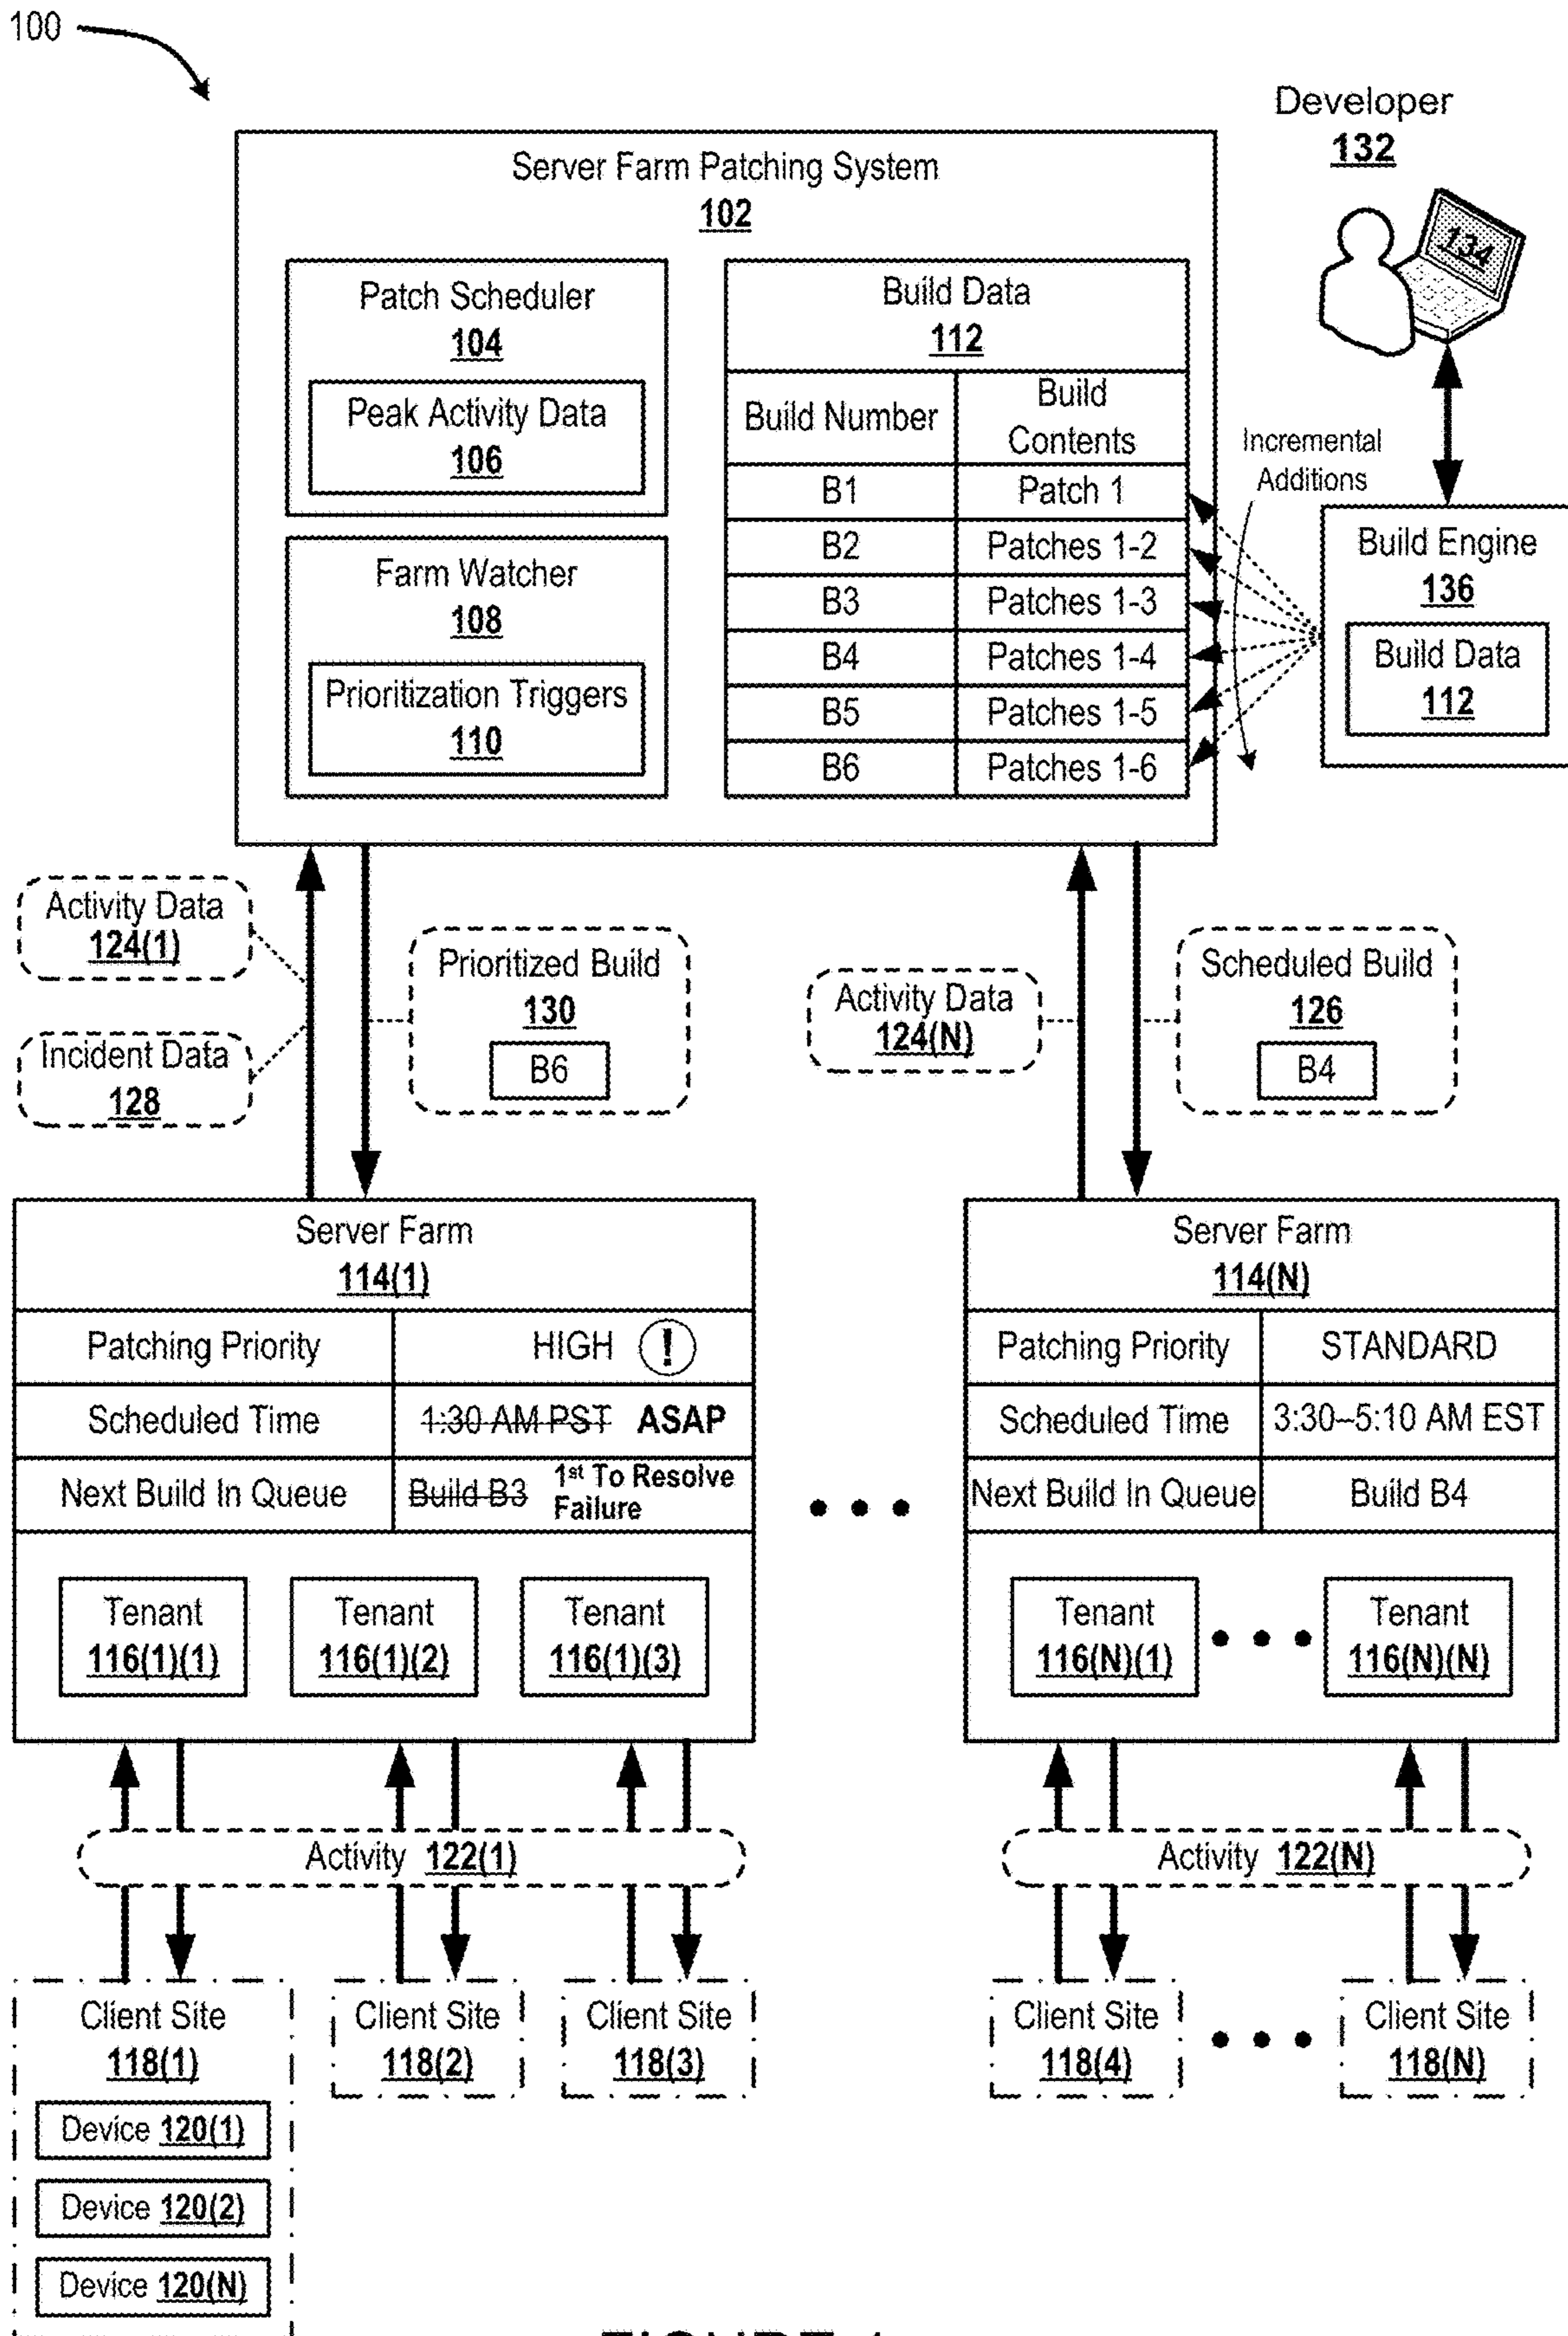 100
Developer
132
134
Server Farm Patching System
102
Patch Scheduler
104
Peak Activity Data
106
Farm Watcher
108
Prioritization Triggers
110
Build Data
112
Build Number
Build
Contents
B1
Patch 1
B2
Patches 1-2
B3
Patches 1-3
B4
Patches 1-4
B5
Patches 1-5
B6
Patches 1-6
Incremental
Additions
Build Engine
136
Build Data
112
Activity Data
124(1)
Incident Data
128
Prioritized Build
130
B6
Activity Data
124(N)
Scheduled Build
126
B4
Server Farm
114(1)
Patching Priority
HIGH !
Scheduled Time
1:30 AM PST ASAP
Next Build In Queue
Build B3 1st To Resolve
Failure
Tenant
116(1)(1)
Tenant
116(1)(2)
Tenant
116(1)(3)
Server Farm
114(N)
Patching Priority
STANDARD
Scheduled Time
3:30–5:10 AM EST
Next Build In Queue
Build B4
Tenant
116(N)(1)
Tenant
116(N)(N)
Activity 122(1)
Activity 122(N)
Client Site
118(1)
Device 120(1)
Device 120(2)
Device 120(N)
Client Site
118(2)
Client Site
118(3)
Client Site
118(4)
Client Site
118(N)